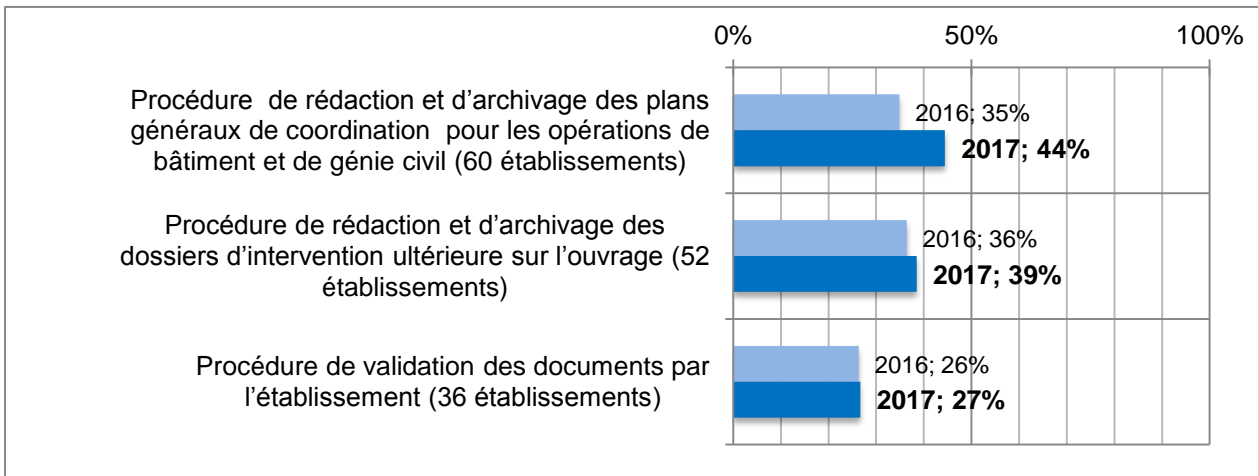 0% 50% 100%
Procédure de rédaction et d'archivage des plans
généraux de coordination pour les opérations de
bâtiment et de génie civil (60 établissements)
2016; 35%
2017; 44%
Procédure de rédaction et d'archivage des
dossiers d'intervention ultérieure sur l'ouvrage (52
établissements)
2016; 36%
2017; 39%
Procédure de validation des documents par
l'établissement (36 établissements)
2016; 26%
2017; 27%